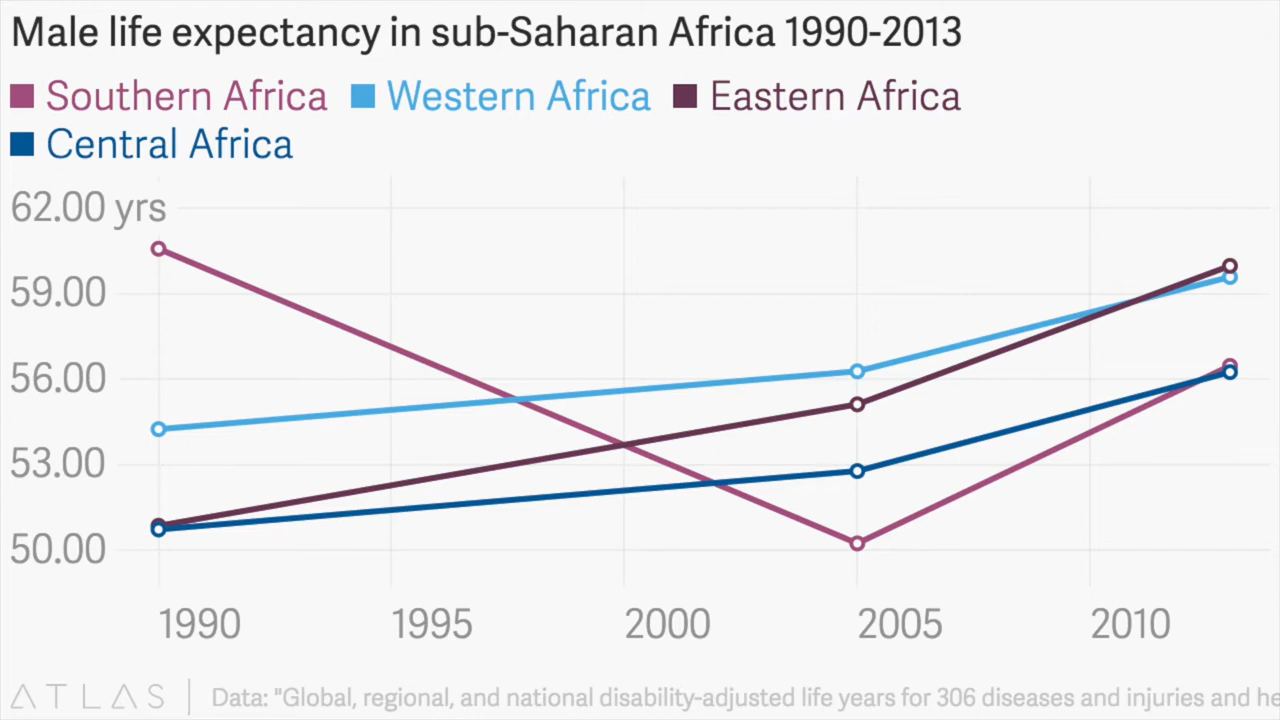 Male life expectancy in sub-Saharan Africa 1990-2013
Southern Africa Western Africa Eastern Africa
Central Africa
62.00 yrs
59.00
56.00
53.00
50.00
1990 1995 2000 2005 2010
ATLAS Data: "Global, regional, and national disability-adjusted life years for 306 diseases and injuries and he